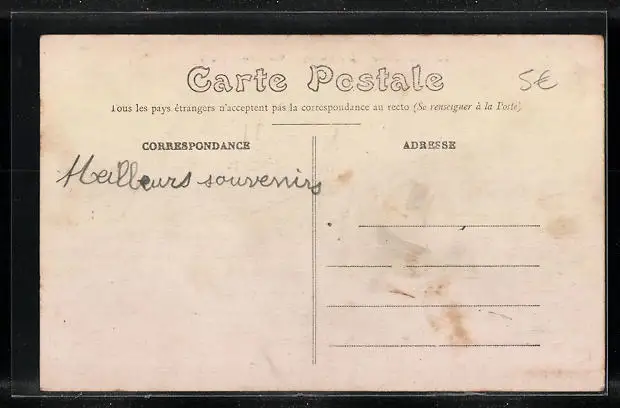 Carte Postale
5€
Tous les pays étrangers n'acceptent pas la correspondance au recto (Se renseigner à la Poste)
CORRESPONDANCE
ADRESSE
Meilleurs souvenirs